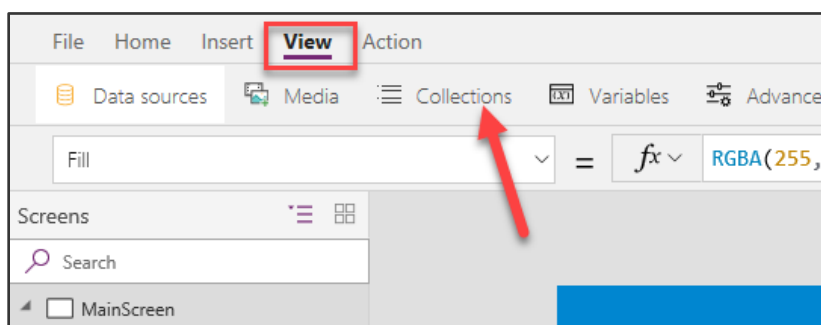 File Home Insert View Action
Data sources Media Collections (x) Variables Advance
Fill = fx RGBA(255,
Screens
Search
MainScreen